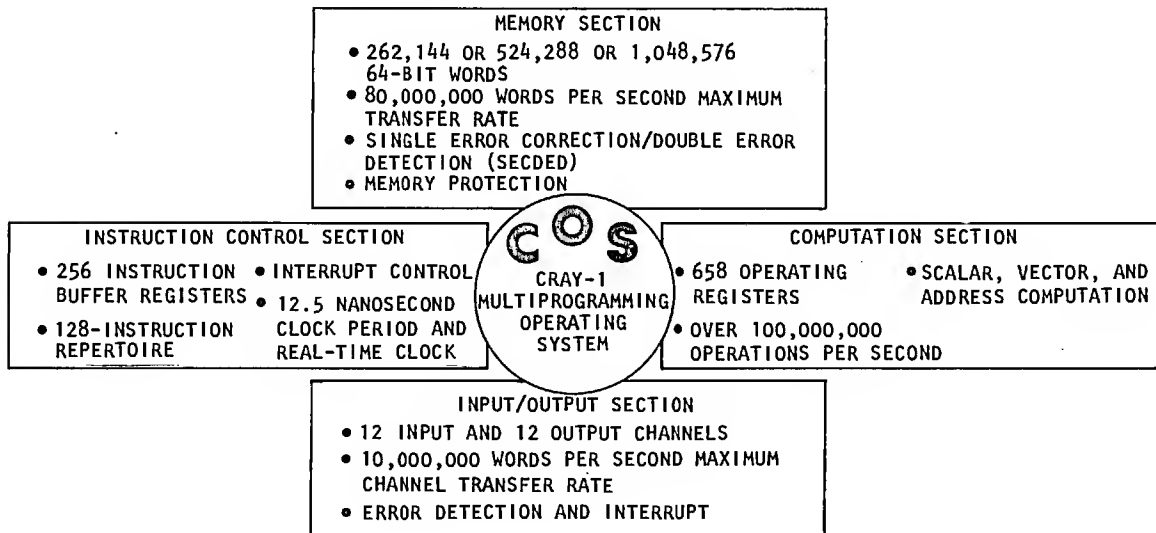 MEMORY SECTION
• 262,144 OR 524,288 OR 1,048,576
64-BIT WORDS
• 80,000,000 WORDS PER SECOND MAXIMUM
TRANSFER RATE
• SINGLE ERROR CORRECTION/DOUBLE ERROR
DETECTION (SECDED)
• MEMORY PROTECTION
INSTRUCTION CONTROL SECTION
• 256 INSTRUCTION
BUFFER REGISTERS
• 128-INSTRUCTION
REPERTOIRE
• INTERRUPT CONTROL
• 12.5 NANOSECOND
CLOCK PERIOD AND
REAL-TIME CLOCK
COS
CRAY-1
MULTIPROGRAMMING
OPERATING
SYSTEM
COMPUTATION SECTION
• 658 OPERATING
REGISTERS
• OVER 100,000,000
OPERATIONS PER SECOND
• SCALAR, VECTOR, AND
ADDRESS COMPUTATION
INPUT/OUTPUT SECTION
• 12 INPUT AND 12 OUTPUT CHANNELS
• 10,000,000 WORDS PER SECOND MAXIMUM
CHANNEL TRANSFER RATE
• ERROR DETECTION AND INTERRUPT